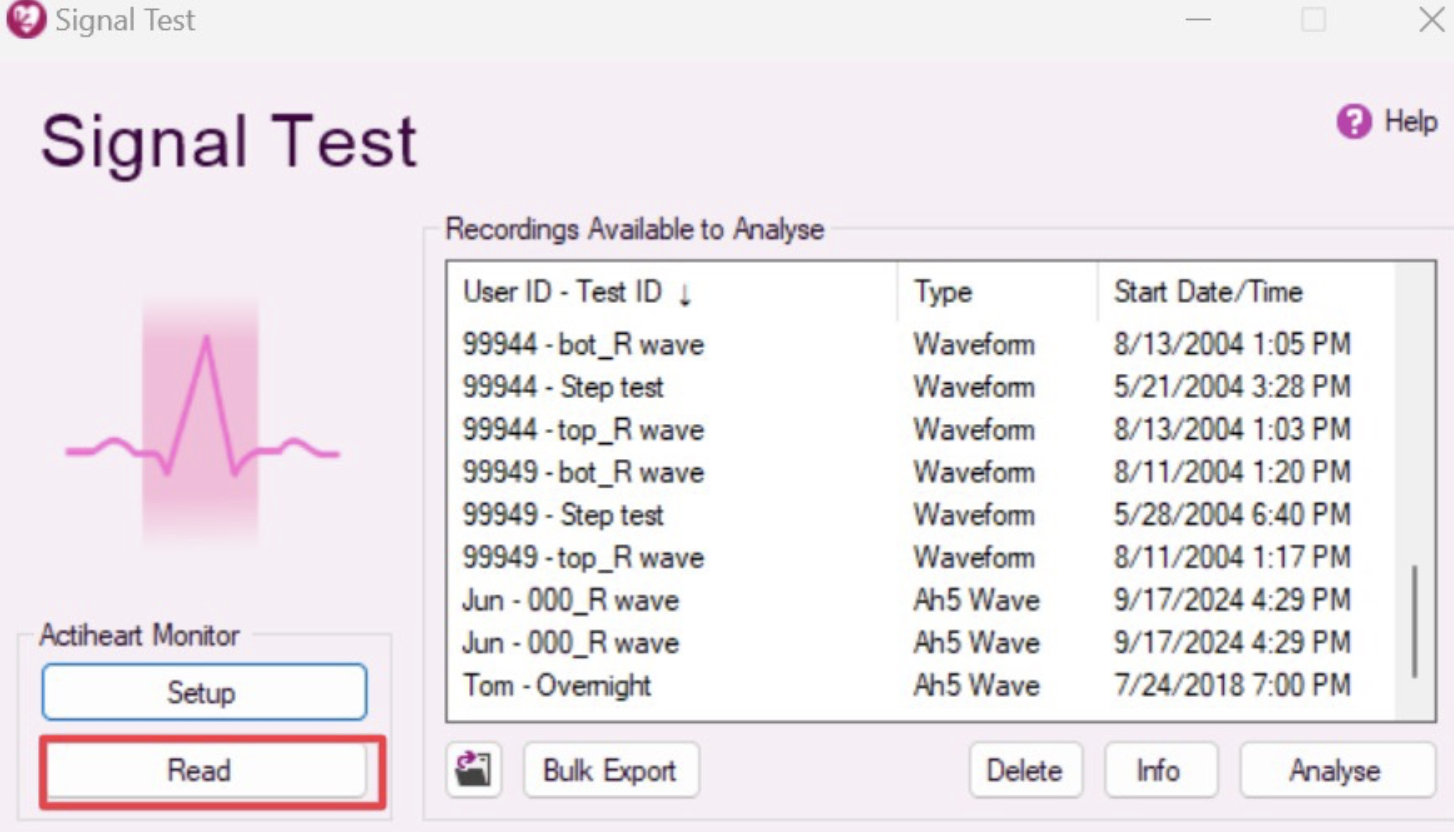 Signal Test
Signal Test
Help
Recordings Available to Analyse
User ID - Test ID ↓ Type Start Date/Time
99944 - bot_R wave Waveform 8/13/2004 1:05 PM
99944 - Step test Waveform 5/21/2004 3:28 PM
99944 - top_R wave Waveform 8/13/2004 1:03 PM
99949 - bot_R wave Waveform 8/11/2004 1:20 PM
99949 - Step test Waveform 5/28/2004 6:40 PM
99949 - top_R wave Waveform 8/11/2004 1:17 PM
Jun - 000_R wave Ah5 Wave 9/17/2024 4:29 PM
Jun - 000_R wave Ah5 Wave 9/17/2024 4:29 PM
Tom - Overnight Ah5 Wave 7/24/2018 7:00 PM
Actiheart Monitor
Setup
Read
Bulk Export Delete Info Analyse